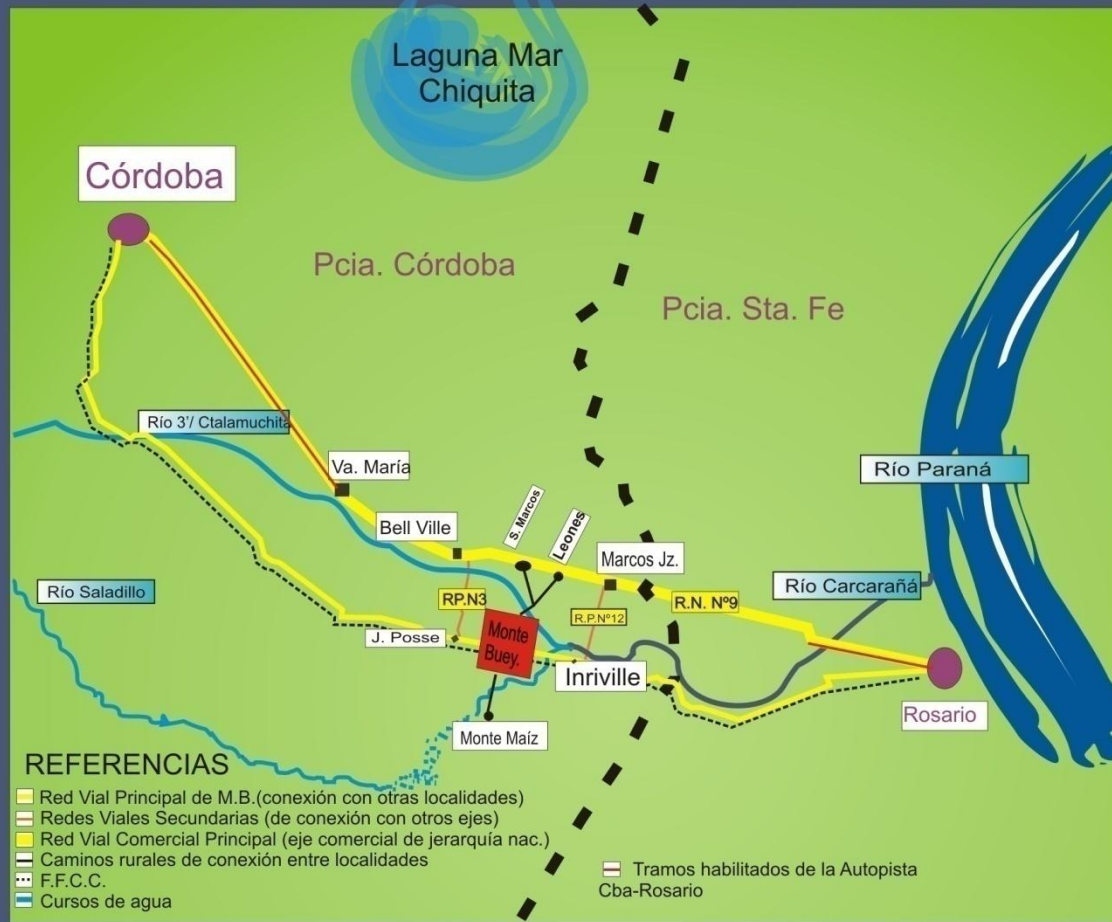 Laguna Mar
Chiquita
Córdoba
Pcia. Córdoba
Pcia. Sta. Fe
Río 3'/ Ctalamuchita
Va. María
Río Paraná
S. Marcos
Leones
Bell Ville
Marcos Jz.
Río Carcarañá
Río Saladillo
RP.N3
R.P.Nº12
R.N. Nº9
J. Posse
Monte
Buey.
Inriville
Rosario
Monte Maíz
REFERENCIAS
Red Vial Principal de M.B.(conexión con otras localidades)
Redes Viales Secundarias (de conexión con otros ejes)
Red Vial Comercial Principal (eje comercial de jerarquía nac.)
Caminos rurales de conexión entre localidades
F.F.C.C.
Cursos de agua
Tramos habilitados de la Autopista
Cba-Rosario